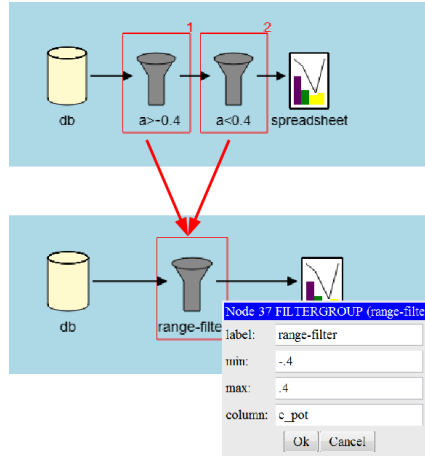 1 2
db a>-0.4 a<0.4 spreadsheet
db range-filte
Node 37 FILTERGROUP (range-filte
label: range-filter
min: -.4
max: .4
column: c_pot
Ok Cancel